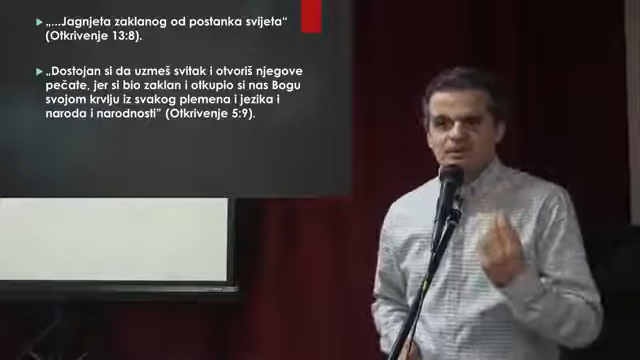 „...Jagnjeta zaklanog od postanka svijeta“
(Otkrivenje 13:8).
„Dostojan si da uzmeš svitak i otvoriš njegove
pečate, jer si bio zaklan i otkupio si nas Bogu
svojom krvlju iz svakog plemena i jezika i
naroda i narodnosti” (Otkrivenje 5:9).